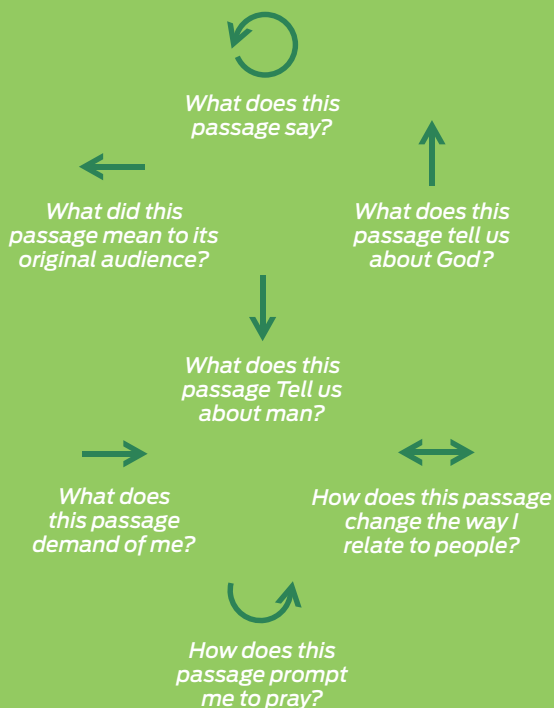 What does this
passage say?
What did this
passage mean to its
original audience?
What does this
passage tell us
about God?
What does this
passage Tell us
about man?
What does
this passage
demand of me?
How does this passage
change the way I
relate to people?
How does this
passage prompt
me to pray?